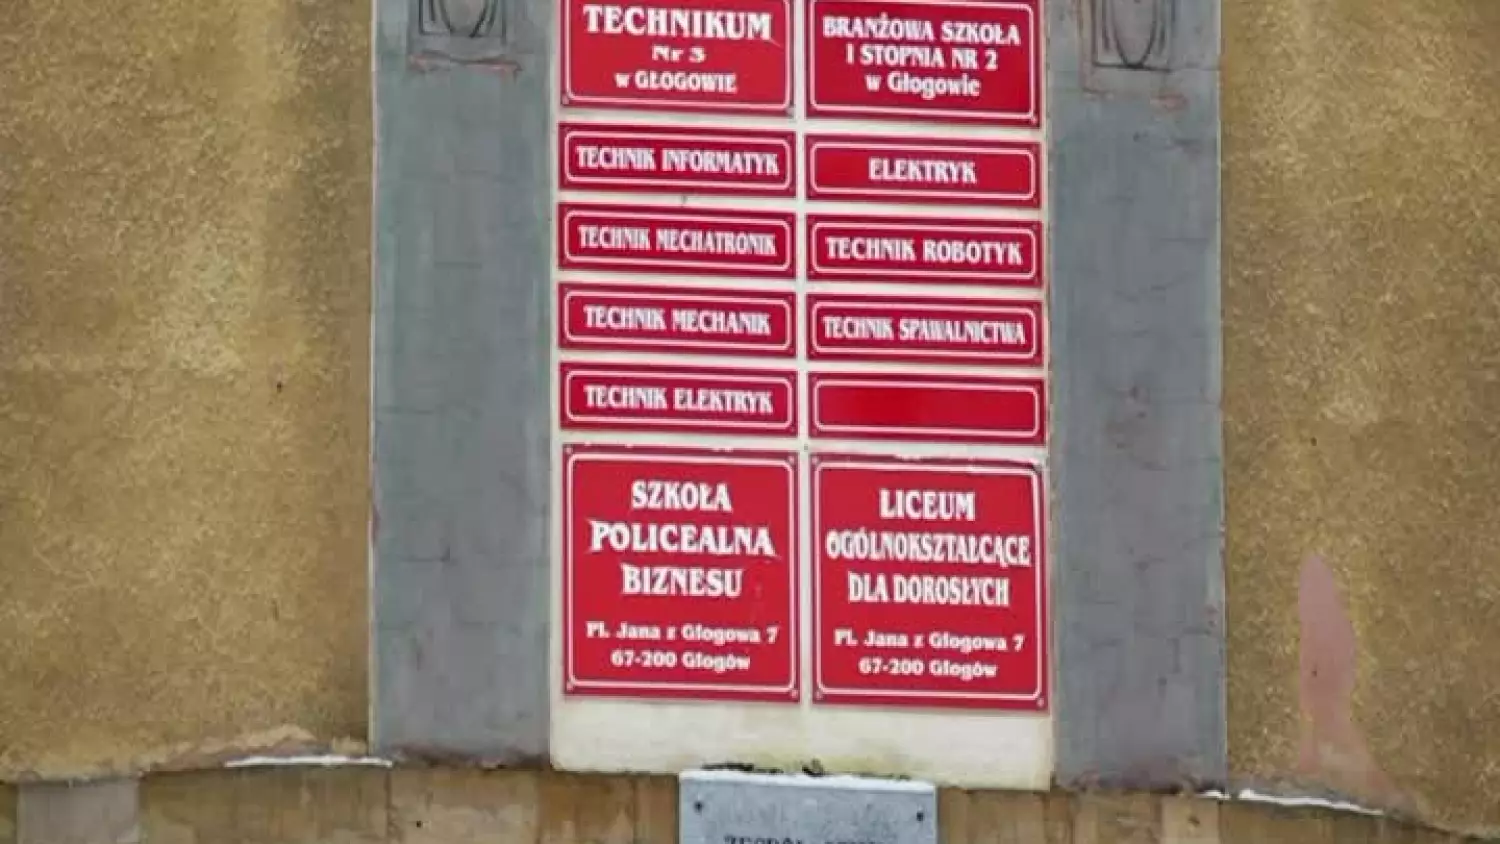 TECHNIKUM
Nr 3
w GŁOGOWIE
TECHNIK INFORMATYK
TECHNIK MECHATRONIK
TECHNIK MECHANIK
TECHNIK ELEKTRYK
SZKOŁA
POLICEALNA
BIZNESU
Pl. Jana z Głogowa 7
67-200 Głogów
BRANŻOWA SZKOŁA
I STOPNIA NR 2
w Głogowie
ELEKTRYK
TECHNIK ROBOTYK
TECHNIK SPAWALNICTWA
LICEUM
OGÓLNOKSZTAŁCĄCE
DLA DOROSŁYCH
Pl. Jana z Głogowa 7
67-200 Głogów